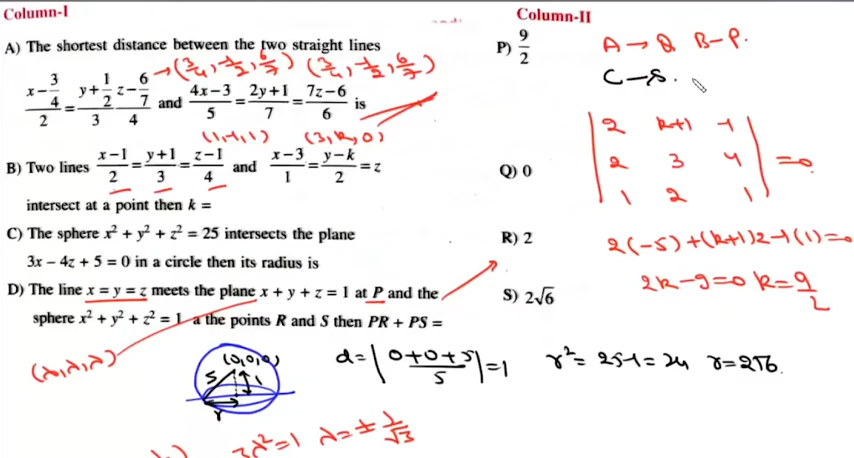 Column-I
Column-II
A) The shortest distance between the two straight lines
P) 9/2
A → Q B – P.
→ (3/4, -1/2, 6/7) (3/4, -1/2, 6/7)
C → S.
(x - 3/4)/2 = (y + 1/2)/3 = (z - 6/7)/4 and (4x-3)/5 = (2y+1)/7 = (7z-6)/6 is
(1, -1, 1) (3, k, 0)
B) Two lines (x-1)/2 = (y+1)/3 = (z-1)/4 and (x-3)/1 = (y-k)/2 = z
Q) 0
intersect at a point then k =
| 2 k+1 -1 |
| 2 3 4 | = 0
| 1 2 1 |
C) The sphere x² + y² + z² = 25 intersects the plane
R) 2
3x – 4z + 5 = 0 in a circle then its radius is
2(-5) + (k+1)2 - 1(1) = 0
D) The line x = y = z meets the plane x + y + z = 1 at P and the
S) 2√6
2k - 9 = 0 k = 9/2
sphere x² + y² + z² = 1 a the points R and S then PR + PS =
(λ, λ, λ)
(0, 0, 0)
5
1
r
d = |(0+0+5)/5| = 1 r² = 25-1 = 24 r = 2√6.
3λ² = 1 λ = ± 1/√3